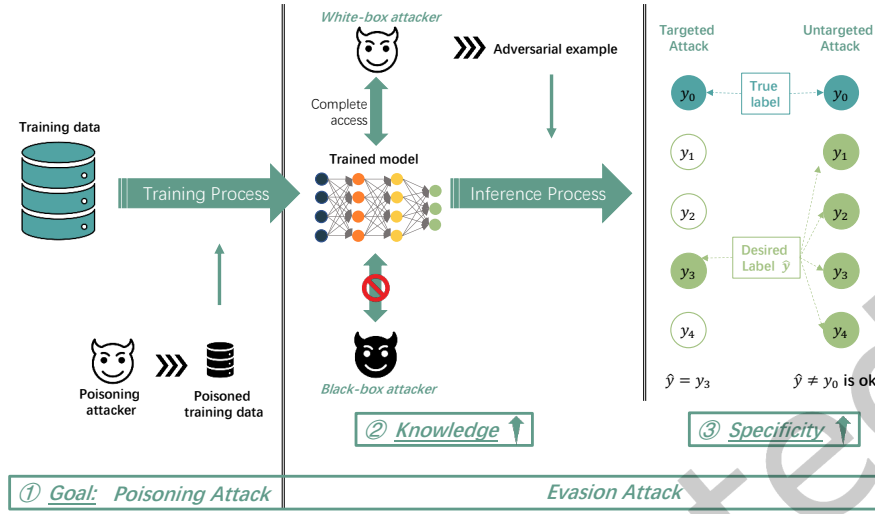 White-box attacker
Adversarial example
Complete
access
Training data
Trained model
Training Process
Inference Process
Poisoning
attacker
Poisoned
training data
Black-box attacker
Targeted
Attack
Untargeted
Attack
y₀
True
label
y₀
y₁
y₁
y₂
y₂
Desired
Label ŷ
y₃
y₃
y₄
y₄
ŷ = y₃
ŷ ≠ y₀ is ok
② Knowledge
③ Specificity
① Goal: Poisoning Attack
Evasion Attack